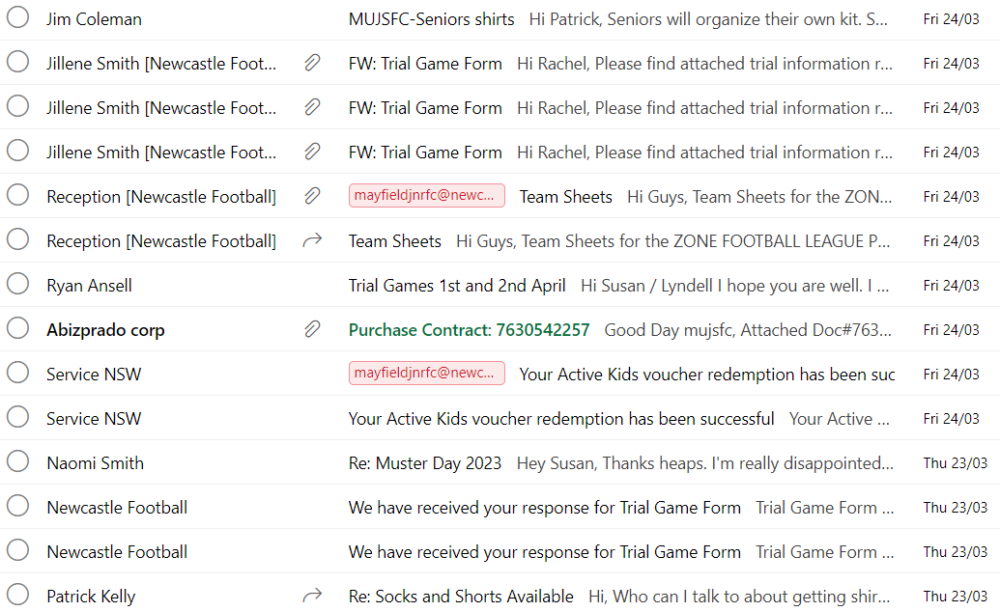 Jim Coleman MUJSFC-Seniors shirts Hi Patrick, Seniors will organize their own kit. S... Fri 24/03
Jillene Smith [Newcastle Foot... FW: Trial Game Form Hi Rachel, Please find attached trial information r... Fri 24/03
Jillene Smith [Newcastle Foot... FW: Trial Game Form Hi Rachel, Please find attached trial information r... Fri 24/03
Jillene Smith [Newcastle Foot... FW: Trial Game Form Hi Rachel, Please find attached trial information r... Fri 24/03
Reception [Newcastle Football] mayfieldjnrfc@newc... Team Sheets Hi Guys, Team Sheets for the ZON... Fri 24/03
Reception [Newcastle Football] Team Sheets Hi Guys, Team Sheets for the ZONE FOOTBALL LEAGUE P... Fri 24/03
Ryan Ansell Trial Games 1st and 2nd April Hi Susan / Lyndell I hope you are well. I ... Fri 24/03
Abizprado corp Purchase Contract: 7630542257 Good Day mujsfc, Attached Doc#763... Fri 24/03
Service NSW mayfieldjnrfc@newc... Your Active Kids voucher redemption has been suc Fri 24/03
Service NSW Your Active Kids voucher redemption has been successful Your Active ... Fri 24/03
Naomi Smith Re: Muster Day 2023 Hey Susan, Thanks heaps. I'm really disappointed... Thu 23/03
Newcastle Football We have received your response for Trial Game Form Trial Game Form ... Thu 23/03
Newcastle Football We have received your response for Trial Game Form Trial Game Form ... Thu 23/03
Patrick Kelly Re: Socks and Shorts Available Hi, Who can I talk to about getting shir... Thu 23/03